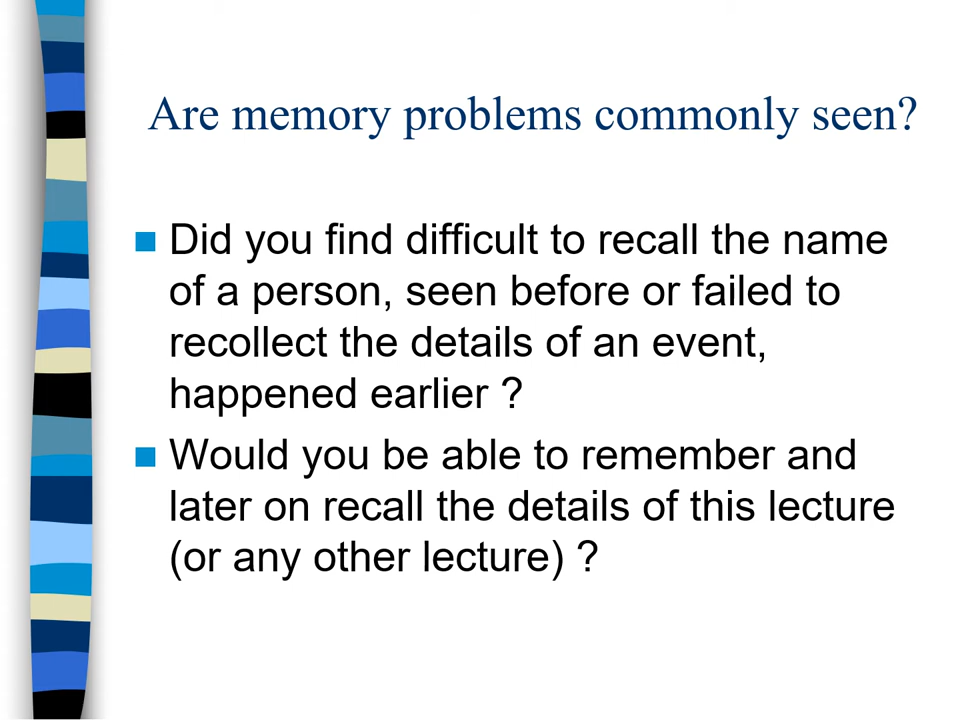 Are memory problems commonly seen?
Did you find difficult to recall the name
of a person, seen before or failed to
recollect the details of an event,
happened earlier ?
Would you be able to remember and
later on recall the details of this lecture
(or any other lecture) ?